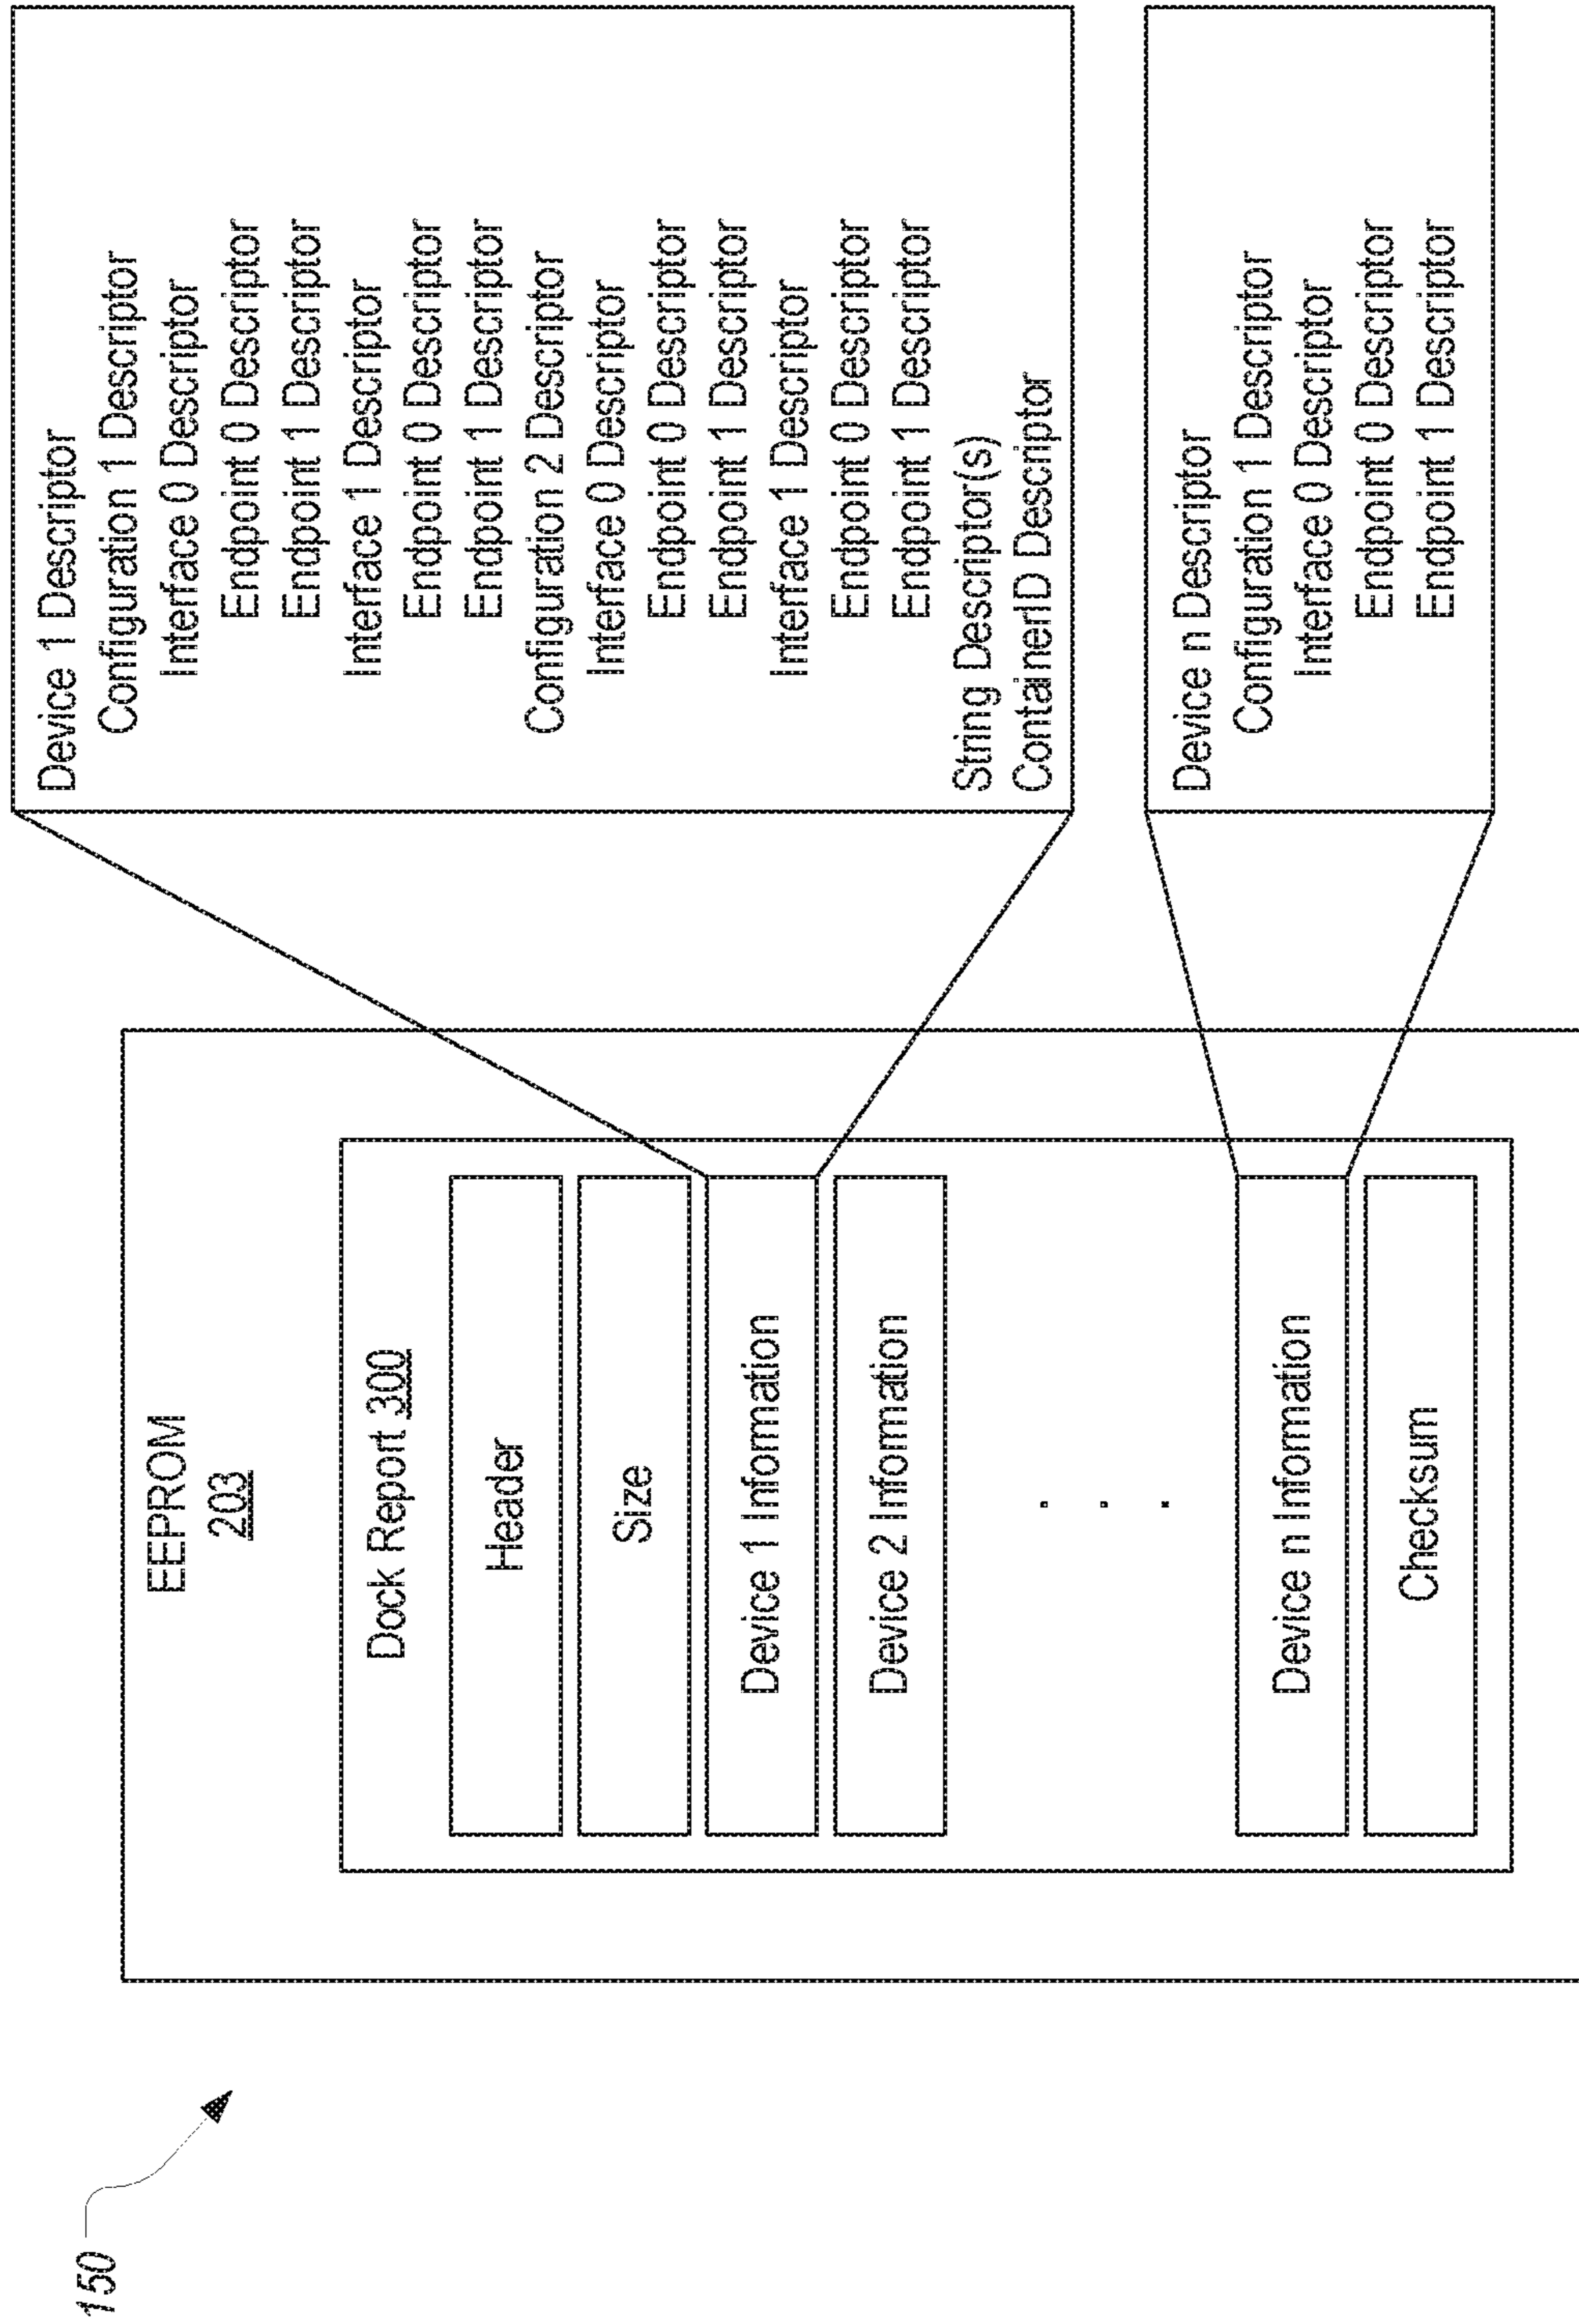 150
EEPROM
203
Dock Report 300
Header
Size
Device 1 Information
Device 2 Information
.
.
.
Device n Information
Checksum
Device 1 Descriptor
Configuration 1 Descriptor
Interface 0 Descriptor
Endpoint 0 Descriptor
Endpoint 1 Descriptor
Interface 1 Descriptor
Endpoint 0 Descriptor
Endpoint 1 Descriptor
Configuration 2 Descriptor
Interface 0 Descriptor
Endpoint 0 Descriptor
Endpoint 1 Descriptor
Interface 1 Descriptor
Endpoint 0 Descriptor
Endpoint 1 Descriptor
String Descriptor(s)
ContainerID Descriptor
Device n Descriptor
Configuration 1 Descriptor
Interface 0 Descriptor
Endpoint 0 Descriptor
Endpoint 1 Descriptor